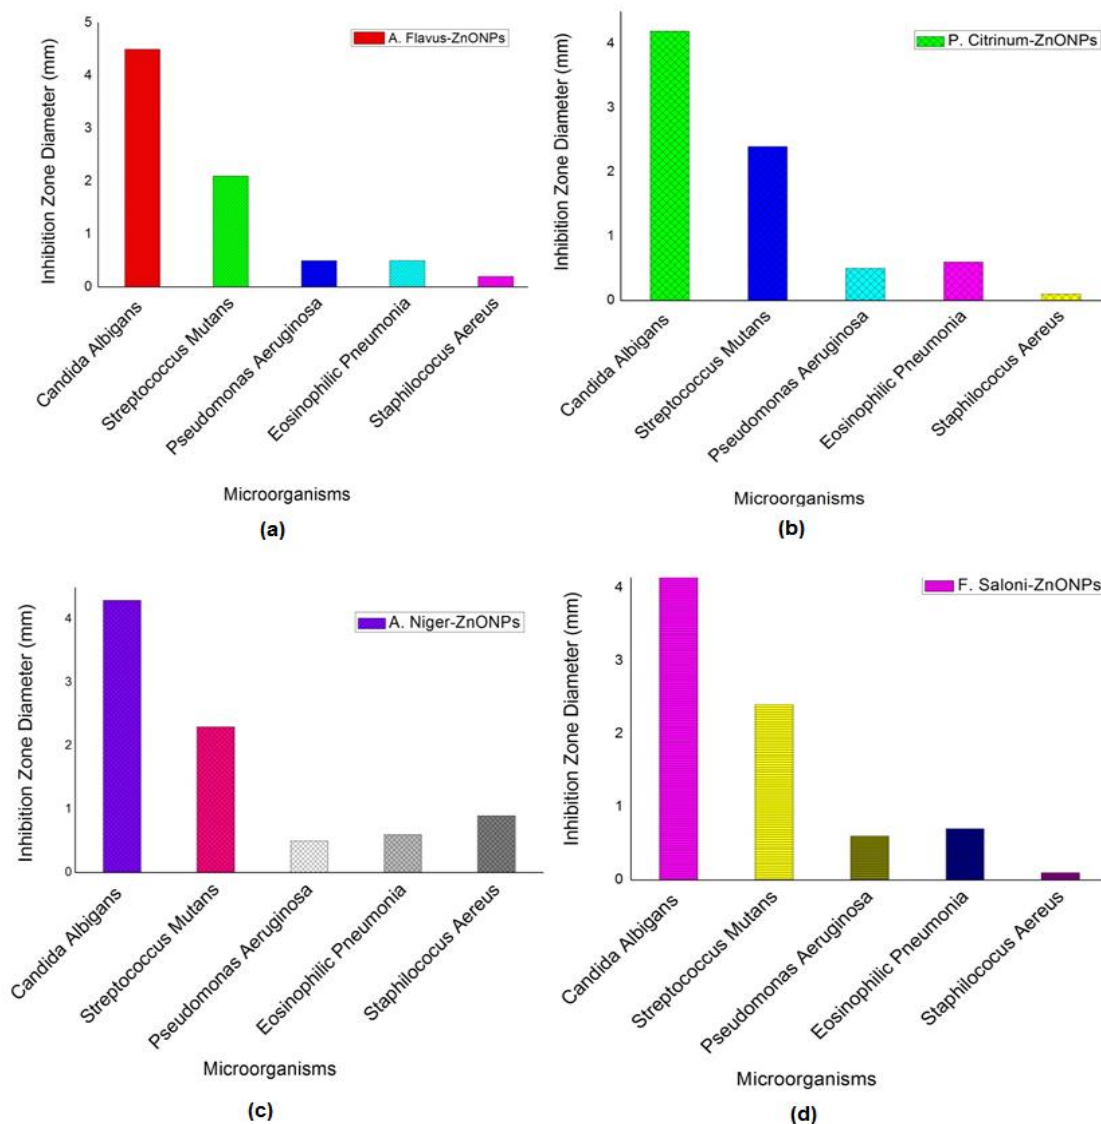 A. Flavus-ZnONPs
Inhibition Zone Diameter (mm)
5
4
3
2
1
0
Candida Albigans
Streptococcus Mutans
Pseudomonas Aeruginosa
Eosinophilic Pneumonia
Staphilococus Aereus
Microorganisms
(a)
P. Citrinum-ZnONPs
Inhibition Zone Diameter (mm)
4
3
2
1
0
Candida Albigans
Streptococcus Mutans
Pseudomonas Aeruginosa
Eosinophilic Pneumonia
Staphilococus Aereus
Microorganisms
(b)
A. Niger-ZnONPs
Inhibition Zone Diameter (mm)
4
3
2
1
0
Candida Albigans
Streptococcus Mutans
Pseudomonas Aeruginosa
Eosinophilic Pneumonia
Staphilococus Aereus
Microorganisms
(c)
F. Saloni-ZnONPs
Inhibition Zone Diameter (mm)
4
3
2
1
0
Candida Albigans
Streptococcus Mutans
Pseudomonas Aeruginosa
Eosinophilic Pneumonia
Staphilococus Aereus
Microorganisms
(d)